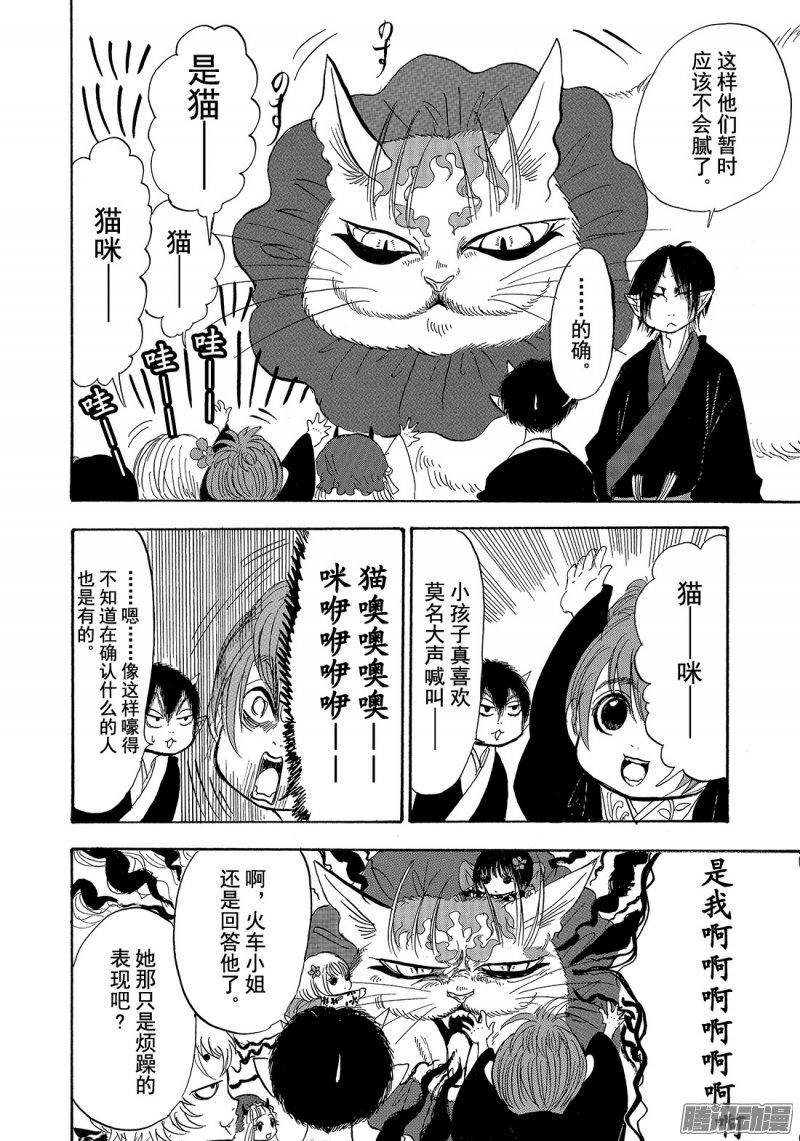 这样他们暂时
应该不会腻了。
のす
のす
是猫——
猫——
猫咪——
……的确。
哇——
哇——
哇——
猫——咪——
小孩子真喜欢
莫名大声喊叫——
猫噢噢噢噢——
咪咿咿咿咿——
……嗯……像这样嚎得
不知道在确认什么的人
也是有的。
是我啊啊啊啊啊啊
啊，火车小姐
还是回答他了。
她那只是烦躁的
表现吧？
腾讯动漫